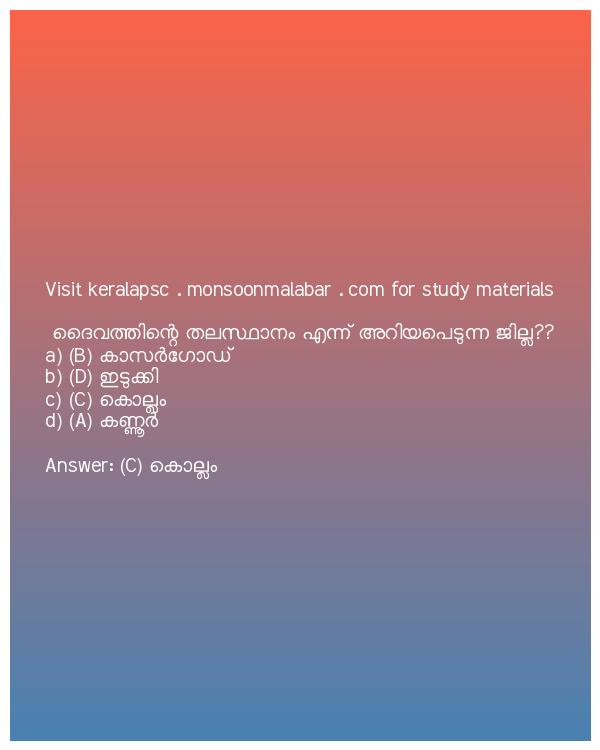 Visit keralapsc . monsoonmalabar . com for study materials
ദൈവത്തിന്റെ തലസ്ഥാനം എന്ന് അറിയപെടുന്ന ജില്ല??
a) (B) കാസർഗോഡ്
b) (D) ഇടുക്കി
c) (C) കൊല്ലം
d) (A) കണ്ണൂർ
Answer: (C) കൊല്ലം